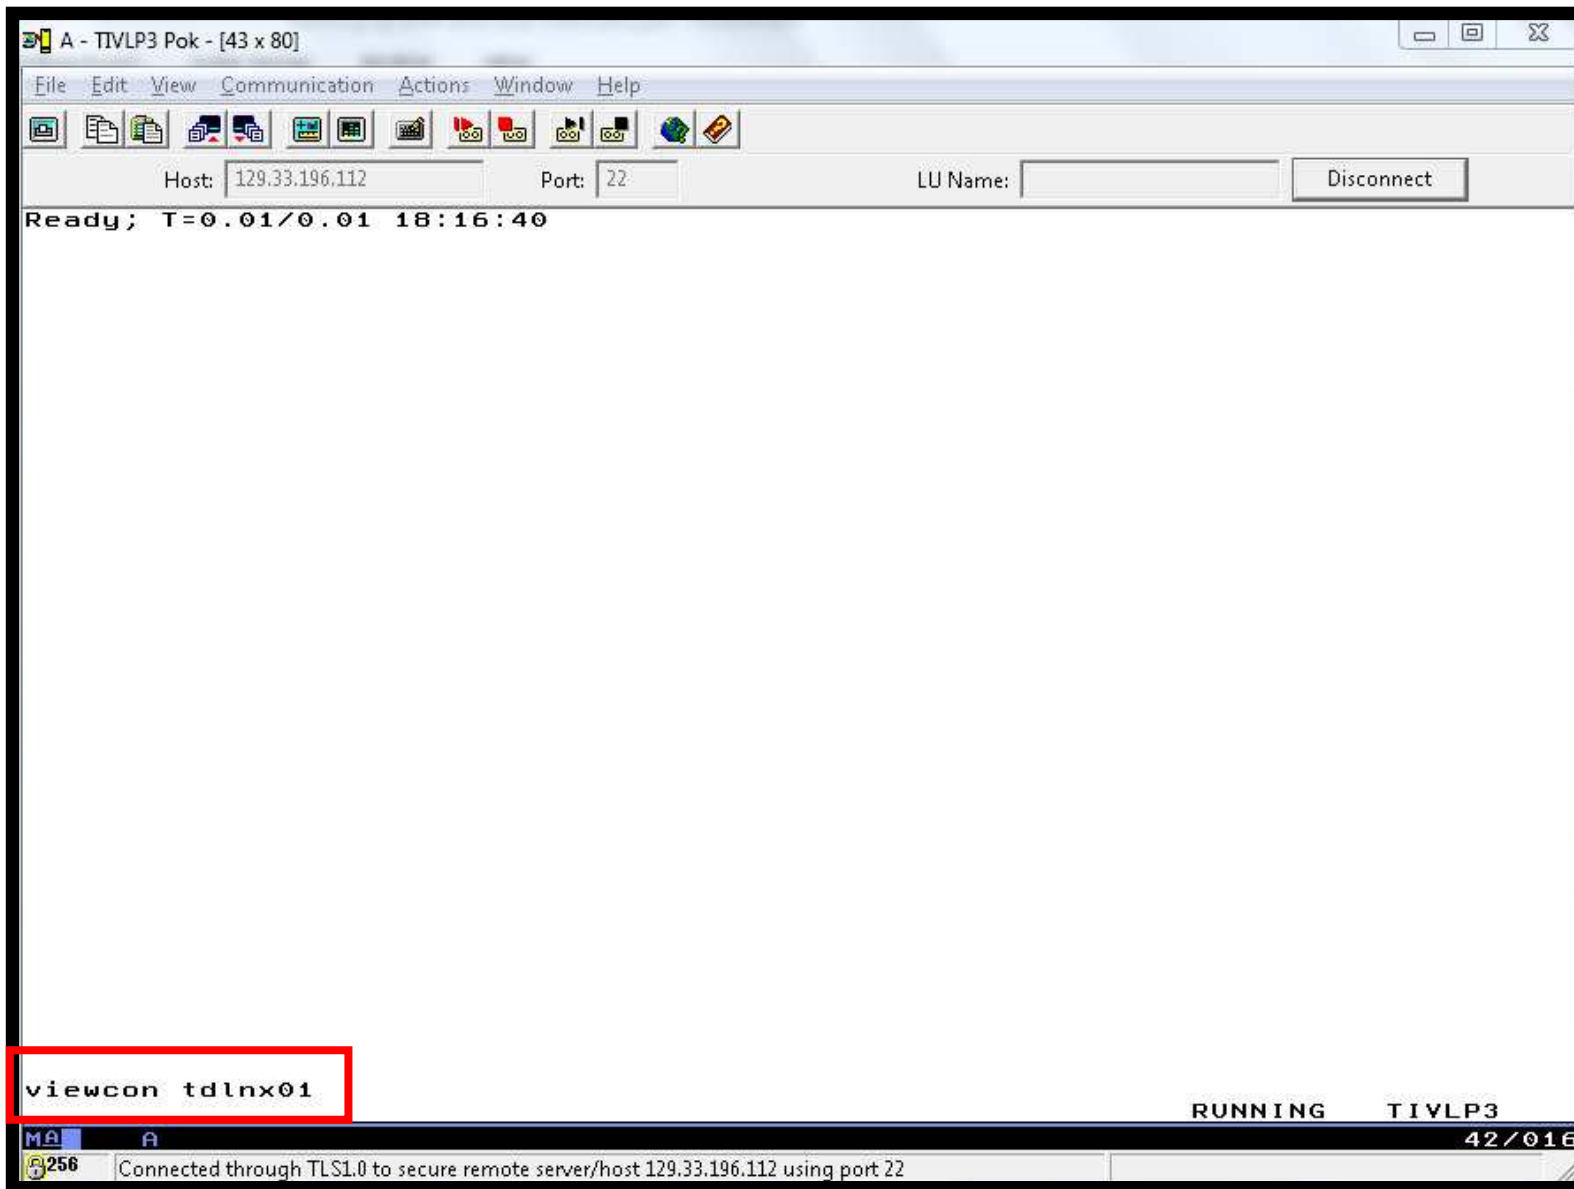 A - TIVLP3 Pok - [43 x 80]
File Edit View Communication Actions Window Help
Host: 129.33.196.112 Port: 22 LU Name: Disconnect
Ready; T=0.01/0.01 18:16:40
viewcon tdlnx01
RUNNING TIVLP3
MA A 42/016
256 Connected through TLS1.0 to secure remote server/host 129.33.196.112 using port 22